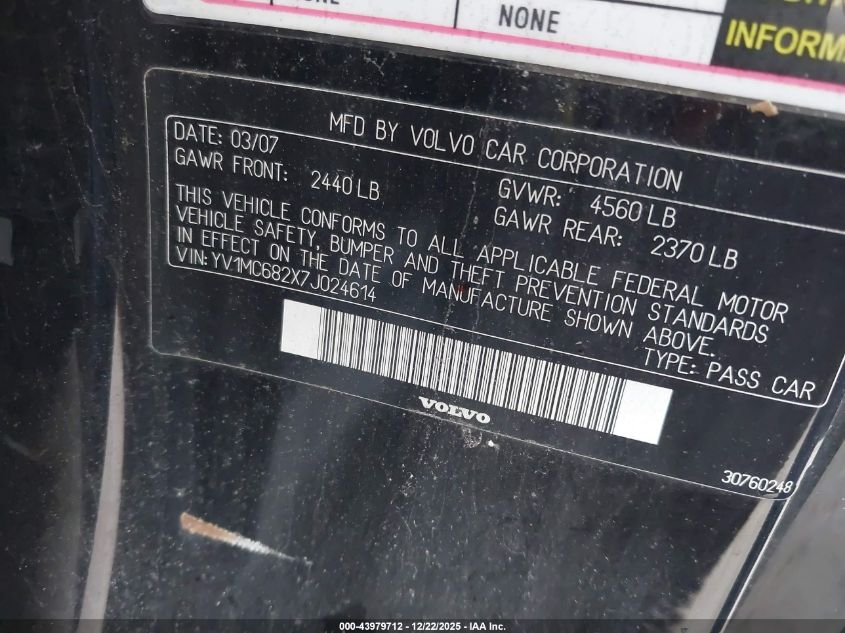 NONE
INFORM
MFD BY VOLVO CAR CORPORATION
DATE: 03/07
GVWR: 4560 LB
GAWR FRONT: 2440 LB
GAWR REAR: 2370 LB
THIS VEHICLE CONFORMS TO ALL APPLICABLE FEDERAL MOTOR
VEHICLE SAFETY, BUMPER AND THEFT PREVENTION STANDARDS
IN EFFECT ON THE DATE OF MANUFACTURE SHOWN ABOVE.
VIN: YV1MC682X7J024614
TYPE: PASS CAR
VOLVO
30760248
000-43979712 - 12/22/2025 - IAA Inc.